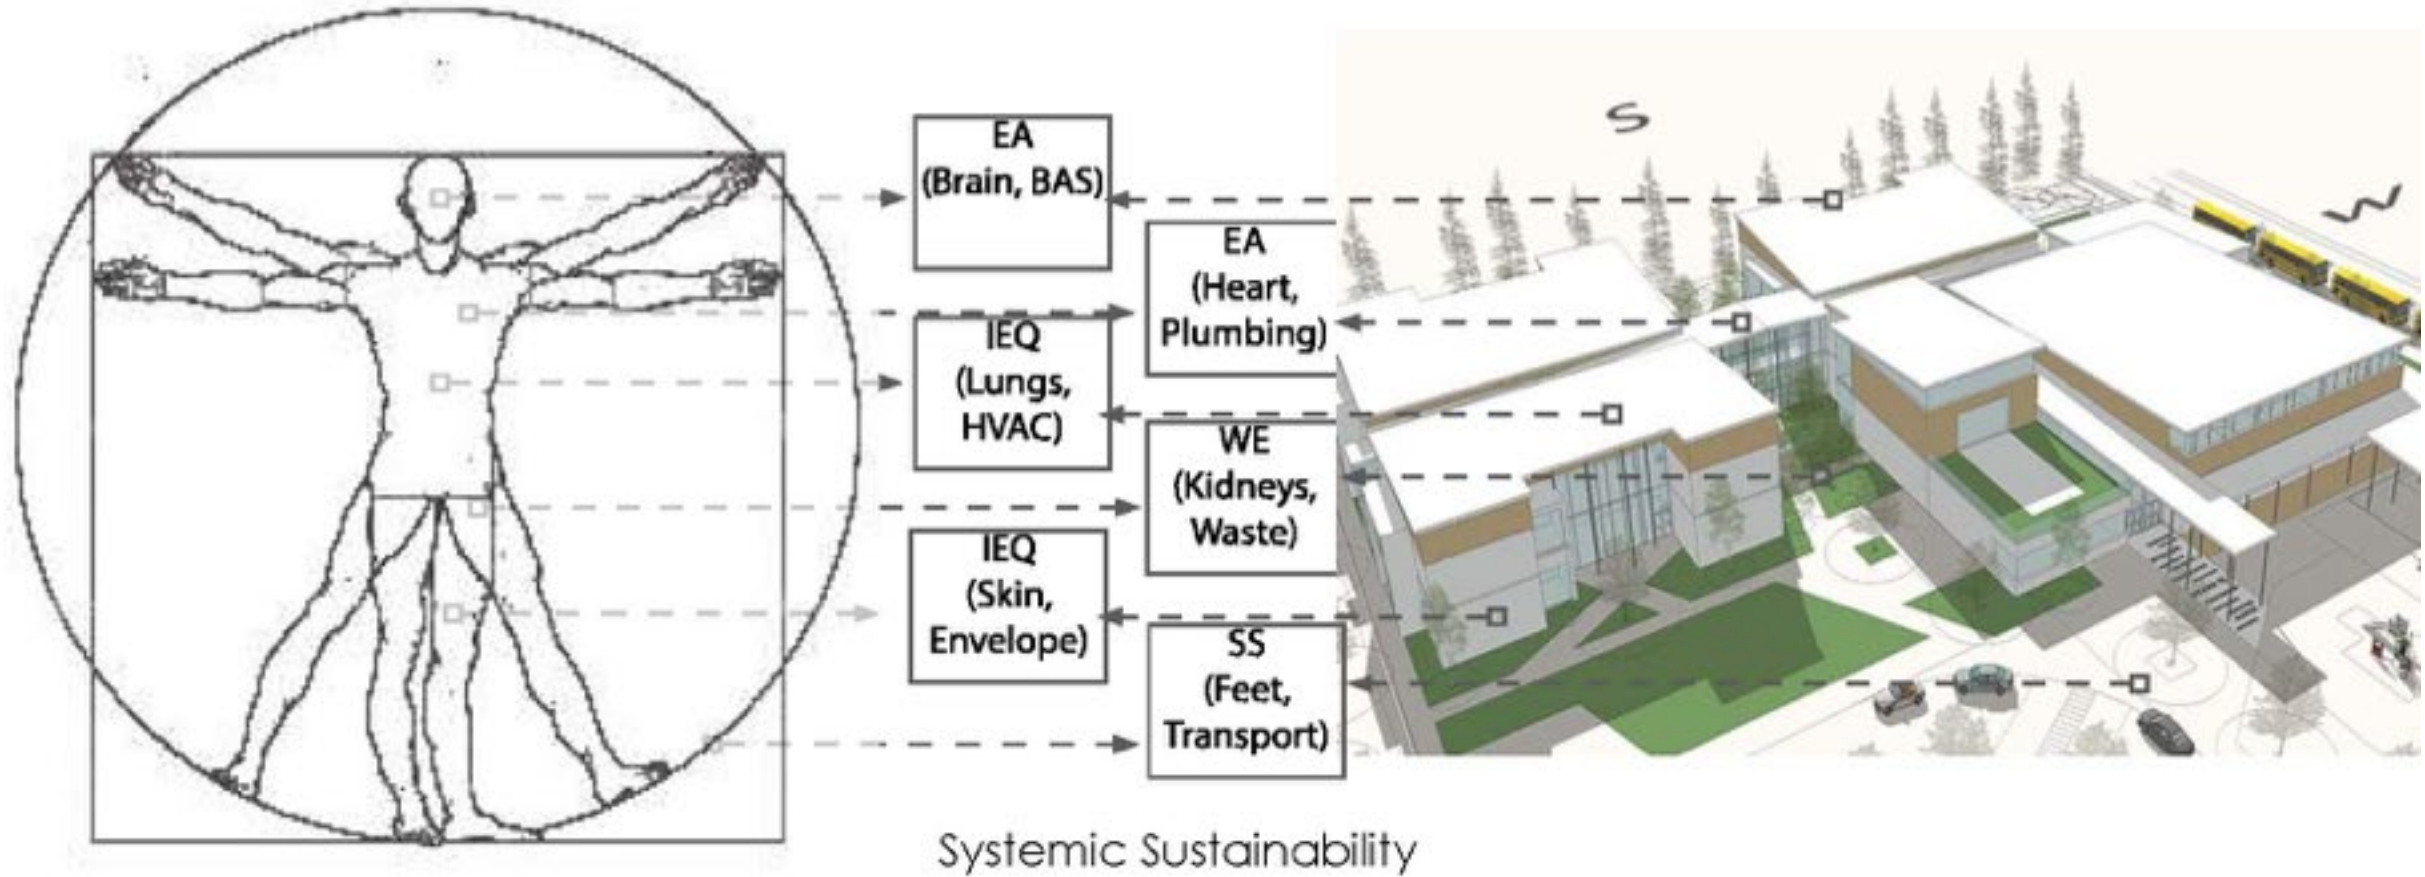 EA
(Brain, BAS)
EA
(Heart,
Plumbing)
IEQ
(Lungs,
HVAC)
WE
(Kidneys,
Waste)
IEQ
(Skin,
Envelope)
SS
(Feet,
Transport)
S
W
Systemic Sustainability